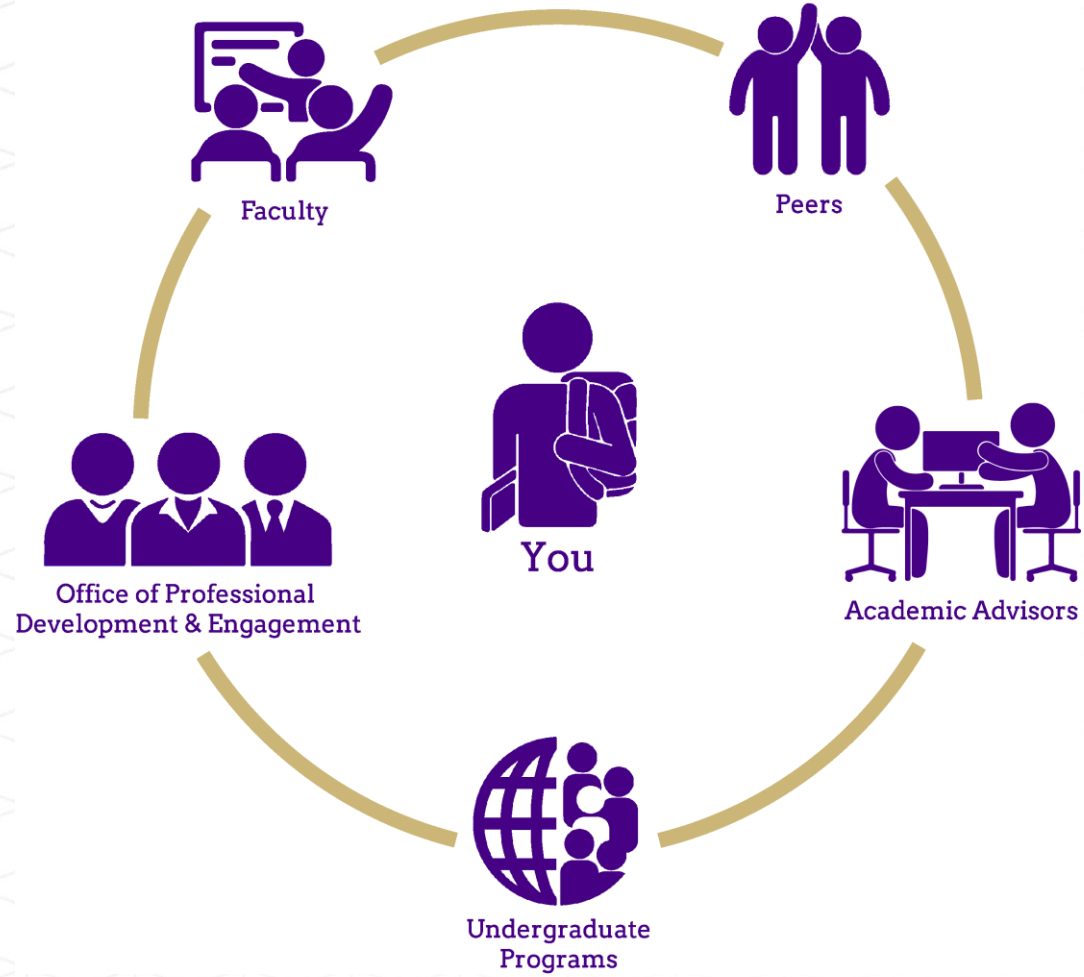 Faculty
Peers
You
Office of Professional
Development & Engagement
Academic Advisors
Undergraduate
Programs